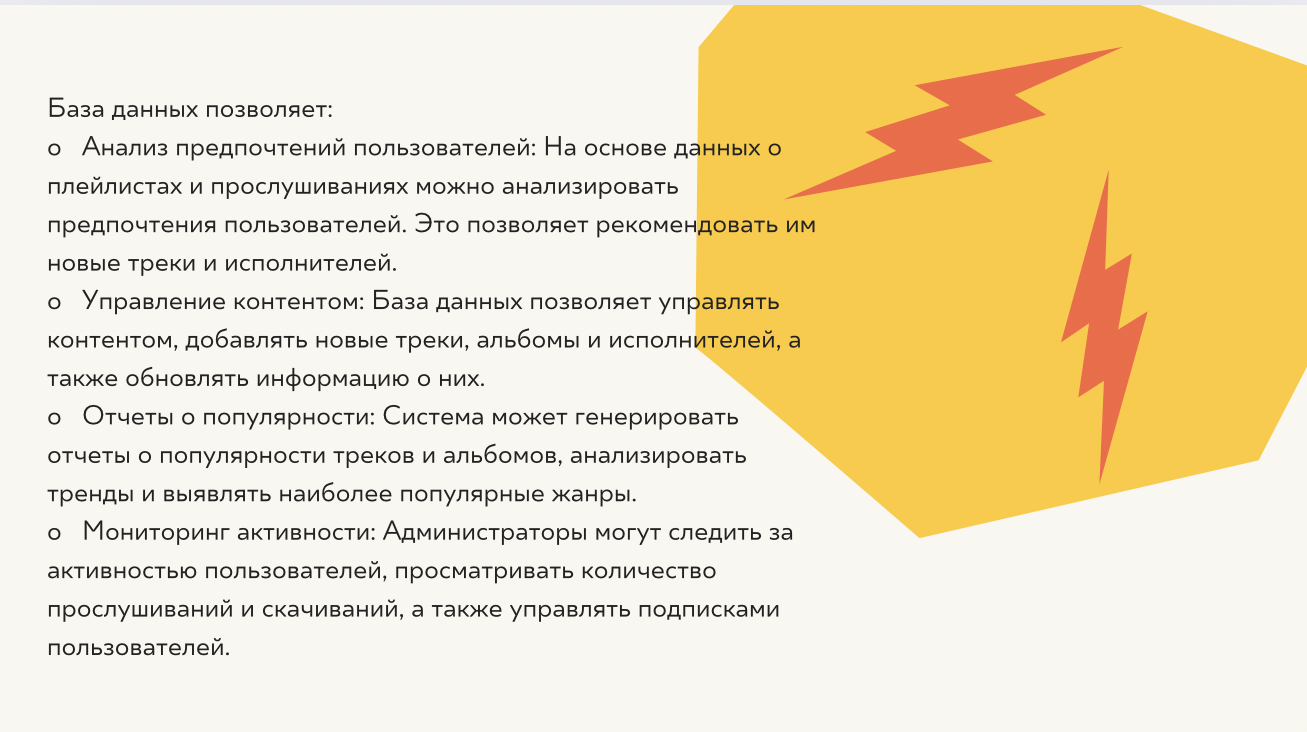 База данных позволяет:
o Анализ предпочтений пользователей: На основе данных о
плейлистах и прослушиваниях можно анализировать
предпочтения пользователей. Это позволяет рекомендовать им
новые треки и исполнителей.
o Управление контентом: База данных позволяет управлять
контентом, добавлять новые треки, альбомы и исполнителей, а
также обновлять информацию о них.
o Отчеты о популярности: Система может генерировать
отчеты о популярности треков и альбомов, анализировать
тренды и выявлять наиболее популярные жанры.
o Мониторинг активности: Администраторы могут следить за
активностью пользователей, просматривать количество
прослушиваний и скачиваний, а также управлять подписками
пользователей.